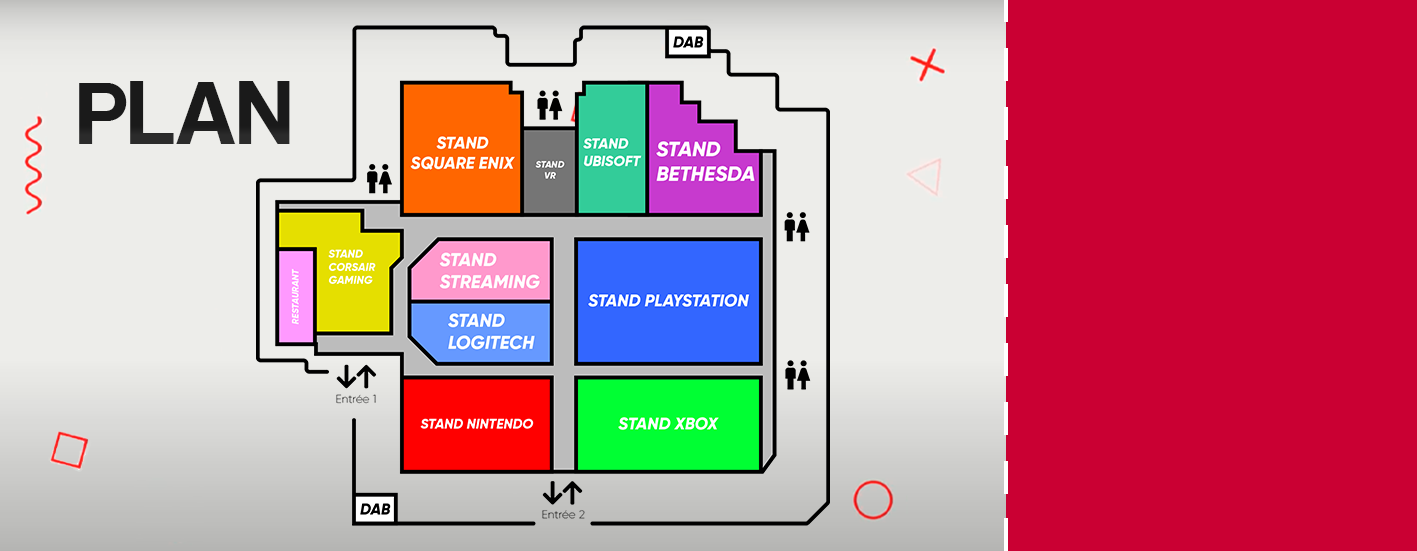 PLAN
DAB
STAND
SQUARE ENIX
STAND
VR
STAND
UBISOFT
STAND
BETHESDA
STAND
CORSAIR
GAMING
RESTAURANT
STAND
STREAMING
STAND
LOGITECH
STAND PLAYSTATION
Entrée 1
STAND NINTENDO
STAND XBOX
DAB
Entrée 2